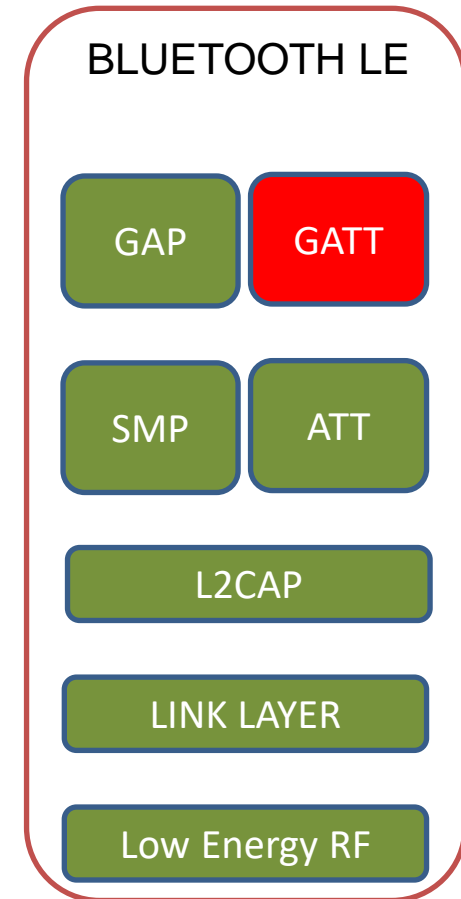 BLUETOOTH LE
GAP GATT
SMP ATT
L2CAP
LINK LAYER
Low Energy RF